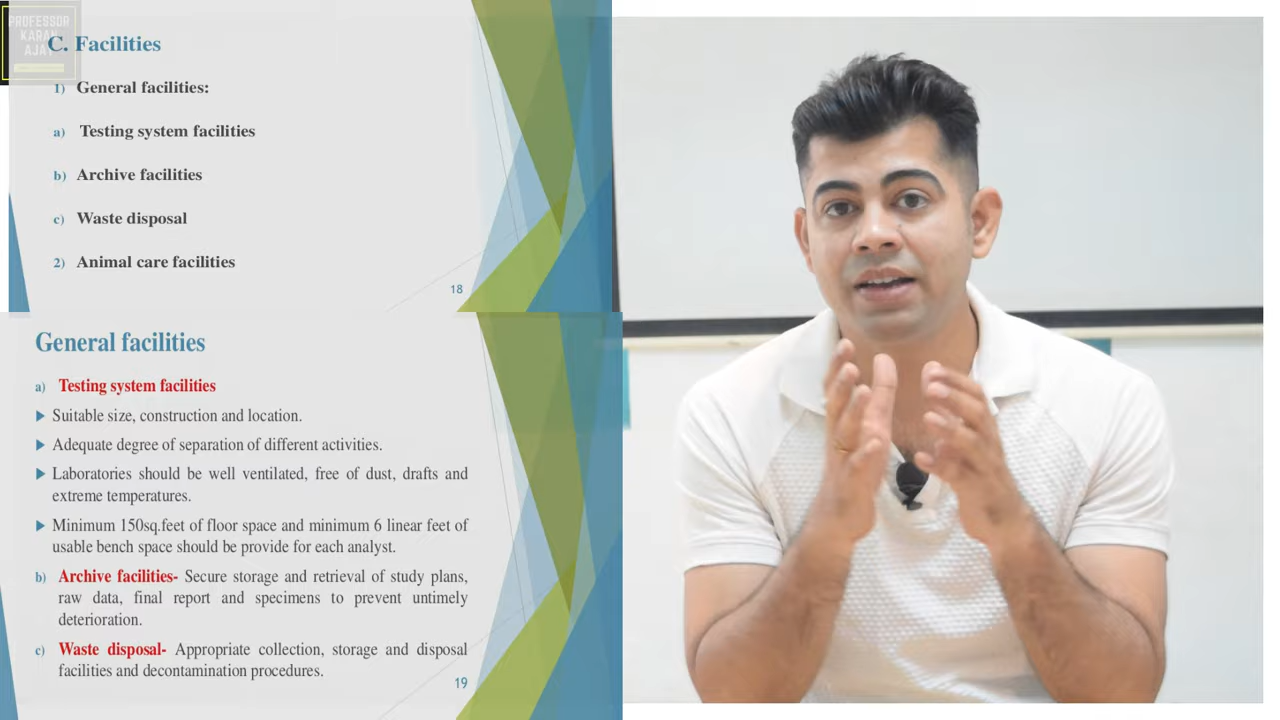 PROFESSOR
KARAN
AJAY
C. Facilities
1) General facilities:
a) Testing system facilities
b) Archive facilities
c) Waste disposal
2) Animal care facilities
18
General facilities
a) Testing system facilities
Suitable size, construction and location.
Adequate degree of separation of different activities.
Laboratories should be well ventilated, free of dust, drafts and
extreme temperatures.
Minimum 150sq.feet of floor space and minimum 6 linear feet of
usable bench space should be provide for each analyst.
b) Archive facilities- Secure storage and retrieval of study plans,
raw data, final report and specimens to prevent untimely
deterioration.
c) Waste disposal- Appropriate collection, storage and disposal
facilities and decontamination procedures.
19